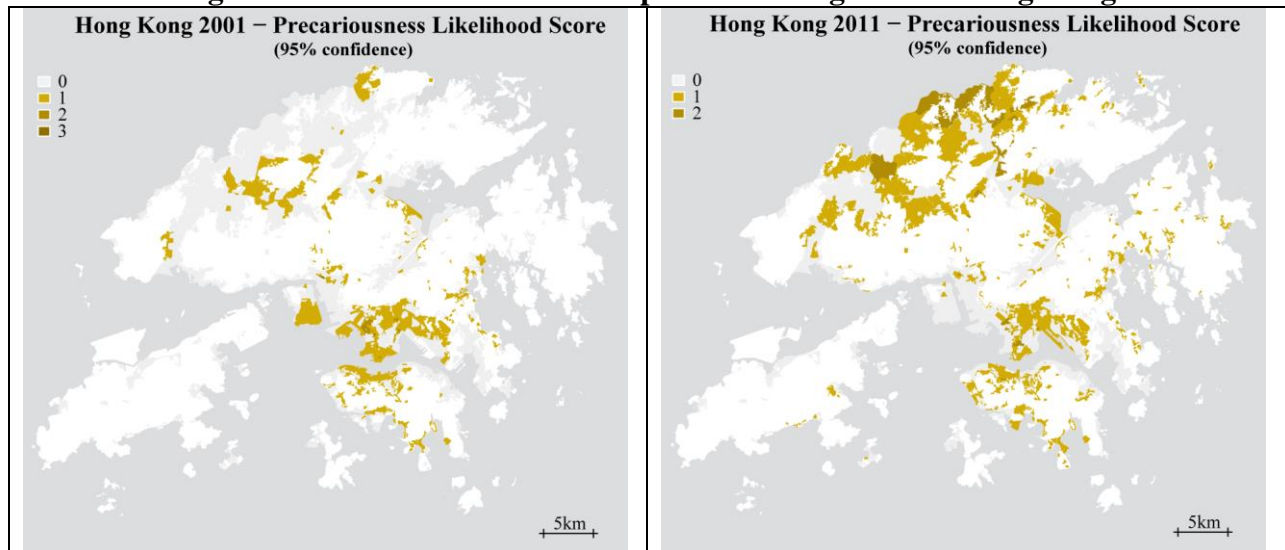 Hong Kong 2001 – Precariousness Likelihood Score
(95% confidence)
0
1
2
3
5km
Hong Kong 2011 – Precariousness Likelihood Score
(95% confidence)
0
1
2
5km